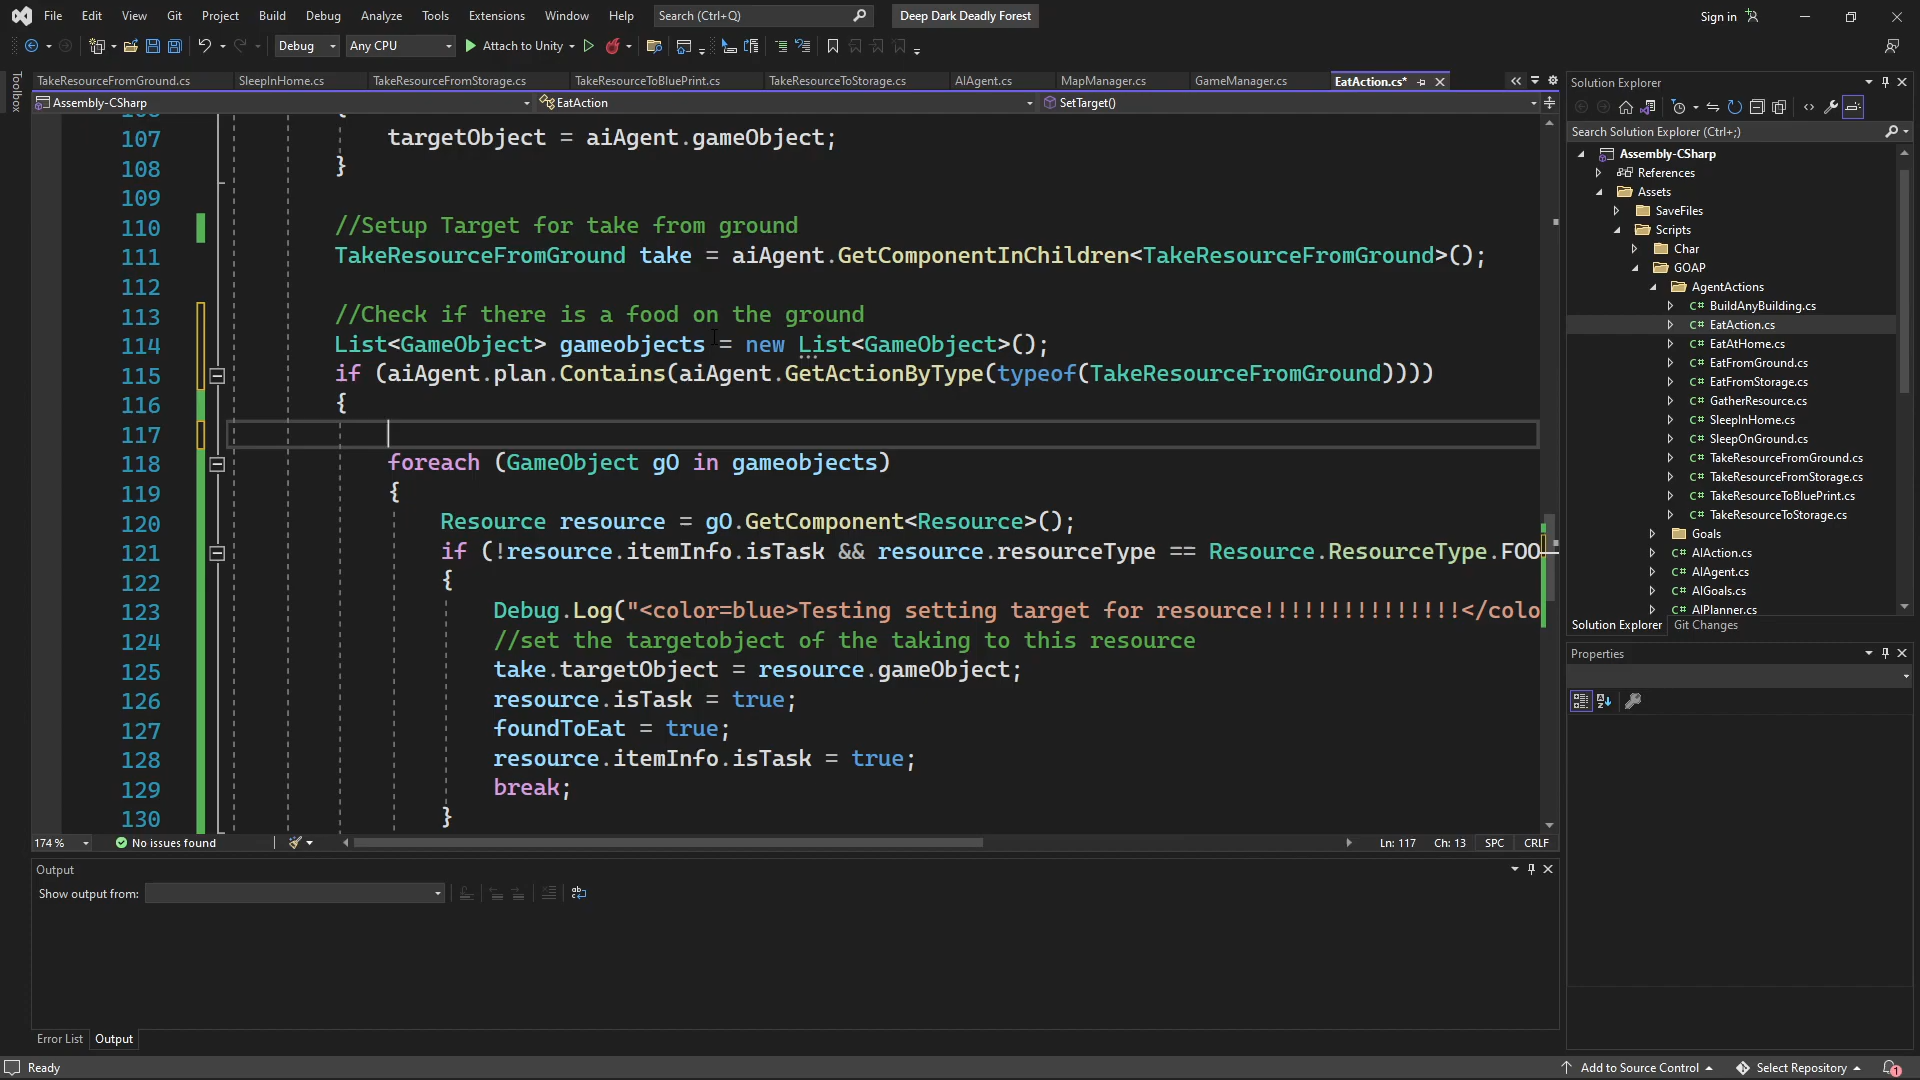 File Edit View Git Project Build Debug Analyze Tools Extensions Window Help Search (Ctrl+Q) Deep Dark Deadly Forest Sign in
Debug Any CPU Attach to Unity
Toolbox
TakeResourceFromGround.cs SleepInHome.cs TakeResourceFromStorage.cs TakeResourceToBluePrint.cs TakeResourceToStorage.cs AIAgent.cs MapManager.cs GameManager.cs EatAction.cs*
Assembly-CSharp EatAction SetTarget()
107 targetObject = aiAgent.gameObject;
108 }
109
110 //Setup Target for take from ground
111 TakeResourceFromGround take = aiAgent.GetComponentInChildren<TakeResourceFromGround>();
112
113 //Check if there is a food on the ground
114 List<GameObject> gameobjects = new List<GameObject>();
115 if (aiAgent.plan.Contains(aiAgent.GetActionByType(typeof(TakeResourceFromGround))))
116 {
117
118 foreach (GameObject gO in gameobjects)
119 {
120 Resource resource = gO.GetComponent<Resource>();
121 if (!resource.itemInfo.isTask && resource.resourceType == Resource.ResourceType.FOO
122 {
123 Debug.Log("<color=blue>Testing setting target for resource!!!!!!!!!!!!!!!</colo
124 //set the targetobject of the taking to this resource
125 take.targetObject = resource.gameObject;
126 resource.isTask = true;
127 foundToEat = true;
128 resource.itemInfo.isTask = true;
129 break;
130 }
174 % No issues found Ln: 117 Ch: 13 SPC CRLF
Output
Show output from:
Error List Output
Solution Explorer
Search Solution Explorer (Ctrl+;)
Assembly-CSharp
References
Assets
SaveFiles
Scripts
Char
GOAP
AgentActions
C# BuildAnyBuilding.cs
C# EatAction.cs
C# EatAtHome.cs
C# EatFromGround.cs
C# EatFromStorage.cs
C# GatherResource.cs
C# SleepInHome.cs
C# SleepOnGround.cs
C# TakeResourceFromGround.cs
C# TakeResourceFromStorage.cs
C# TakeResourceToBluePrint.cs
C# TakeResourceToStorage.cs
Goals
C# AIAction.cs
C# AIAgent.cs
C# AIGoals.cs
C# AIPlanner.cs
Solution Explorer Git Changes
Properties
Ready Add to Source Control Select Repository 1